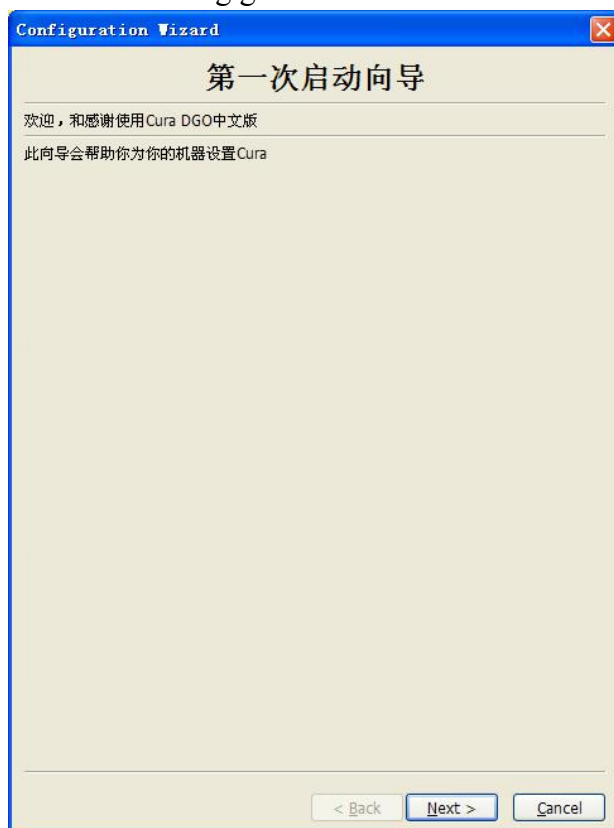 Configuration Wizard
第一次启动向导
欢迎，和感谢使用Cura DGO中文版
此向导会帮助你为你的机器设置Cura
< Back Next > Cancel